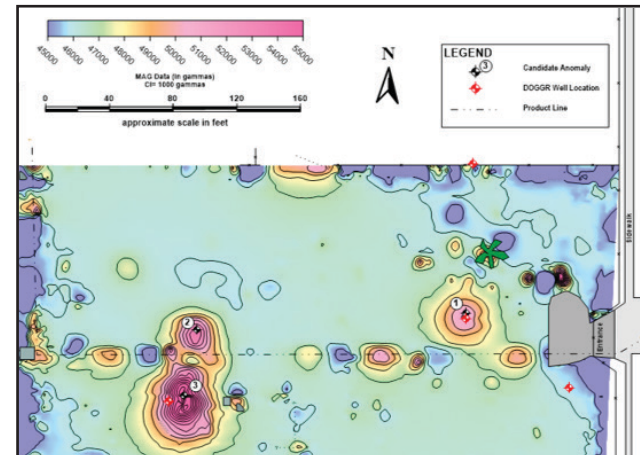 45000
46000
47000
48000
49000
50000
51000
53000
55000
MAG Data (in gammas)
CI= 1000 gammas
0 40 80 120 160
approximate scale in feet
N
LEGEND
3 Candidate Anomaly
DOGGR Well Location
Product Line
Sidewalk
1
2
Entrance
3